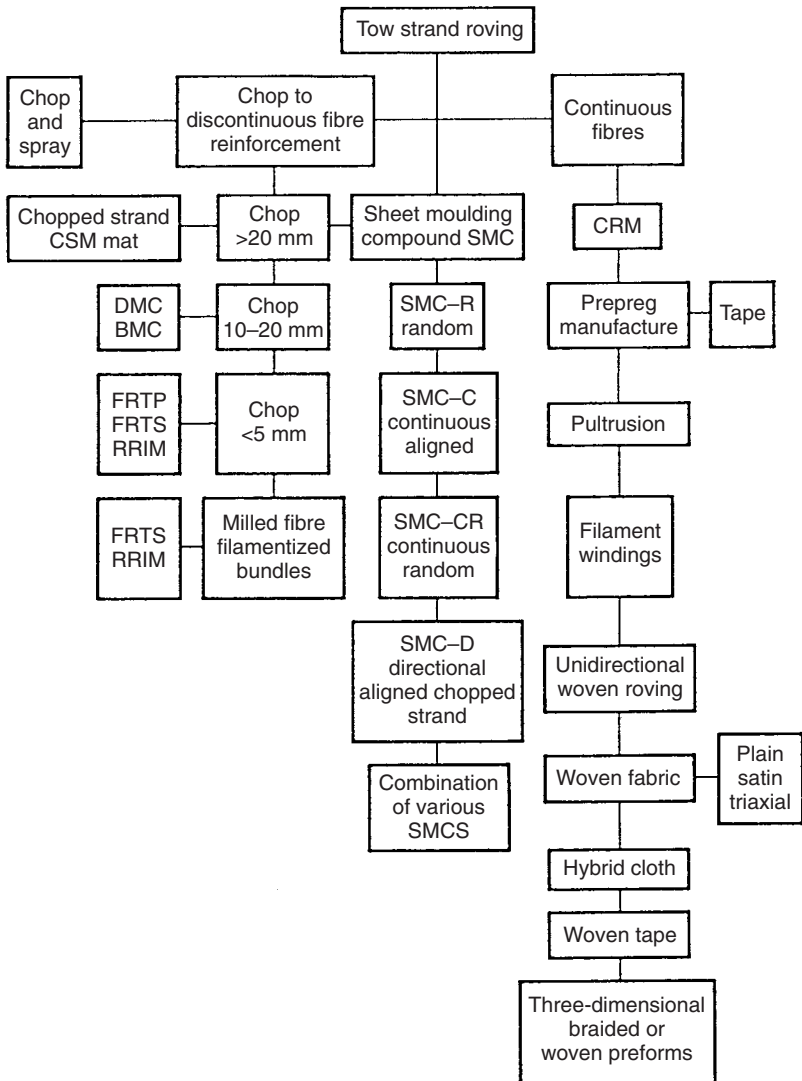 Tow strand roving
Chop
and
spray
Chop to
discontinuous fibre
reinforcement
Continuous
fibres
Chopped strand
CSM mat
Chop
>20 mm
Sheet moulding
compound SMC
CRM
DMC
BMC
Chop
10–20 mm
SMC–R
random
Prepreg
manufacture
Tape
FRTP
FRTS
RRIM
Chop
<5 mm
SMC–C
continuous
aligned
Pultrusion
FRTS
RRIM
Milled fibre
filamentized
bundles
SMC–CR
continuous
random
Filament
windings
SMC–D
directional
aligned chopped
strand
Unidirectional
woven roving
Combination
of various
SMCS
Woven fabric
Plain
satin
triaxial
Hybrid cloth
Woven tape
Three-dimensional
braided or
woven preforms